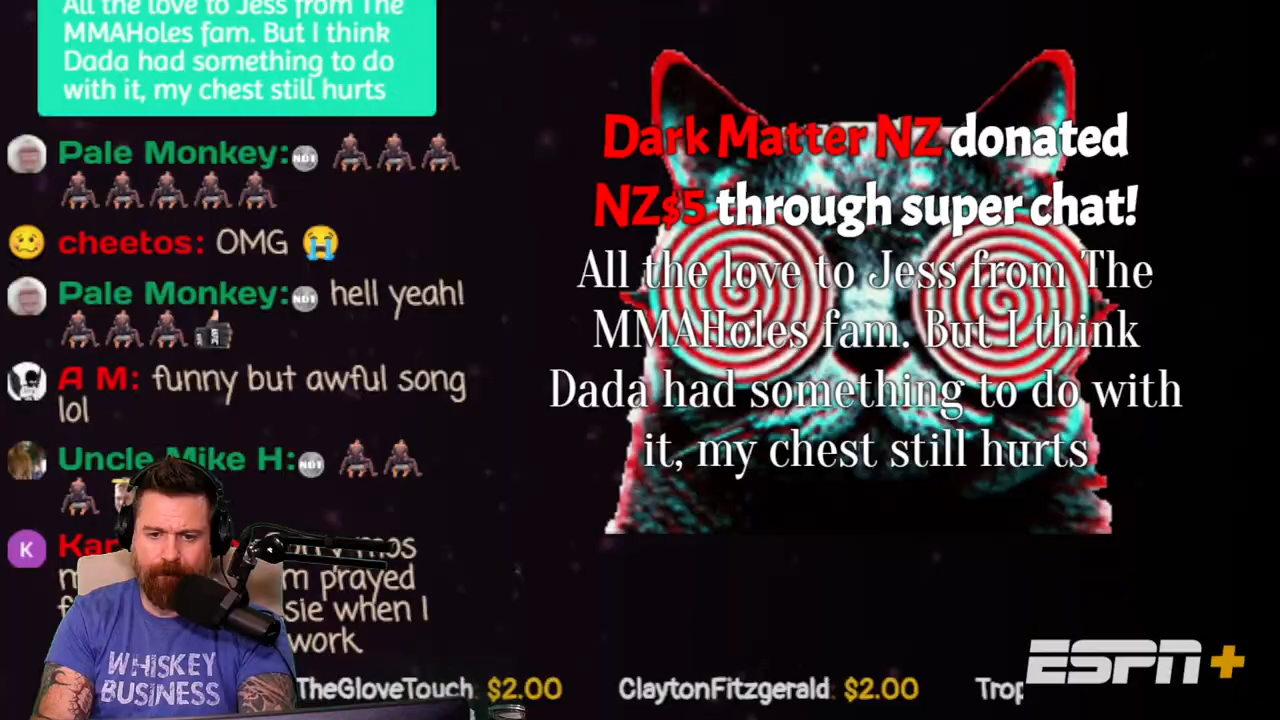 All the love to Jess from The
MMAHoles fam. But I think
Dada had something to do
with it, my chest still hurts
Pale Monkey:
cheetos: OMG
Pale Monkey: hell yeah!
A M: funny but awful song
lol
Uncle Mike H:
K
mos
m prayed
sie when I
work
WHISKEY
BUSINESS
Dark Matter NZ donated
NZ$5 through super chat!
All the love to Jess from The
MMAHoles fam. But I think
Dada had something to do with
it, my chest still hurts
TheGloveTouch: $2.00 ClaytonFitzgerald: $2.00 Trop
ESPN+